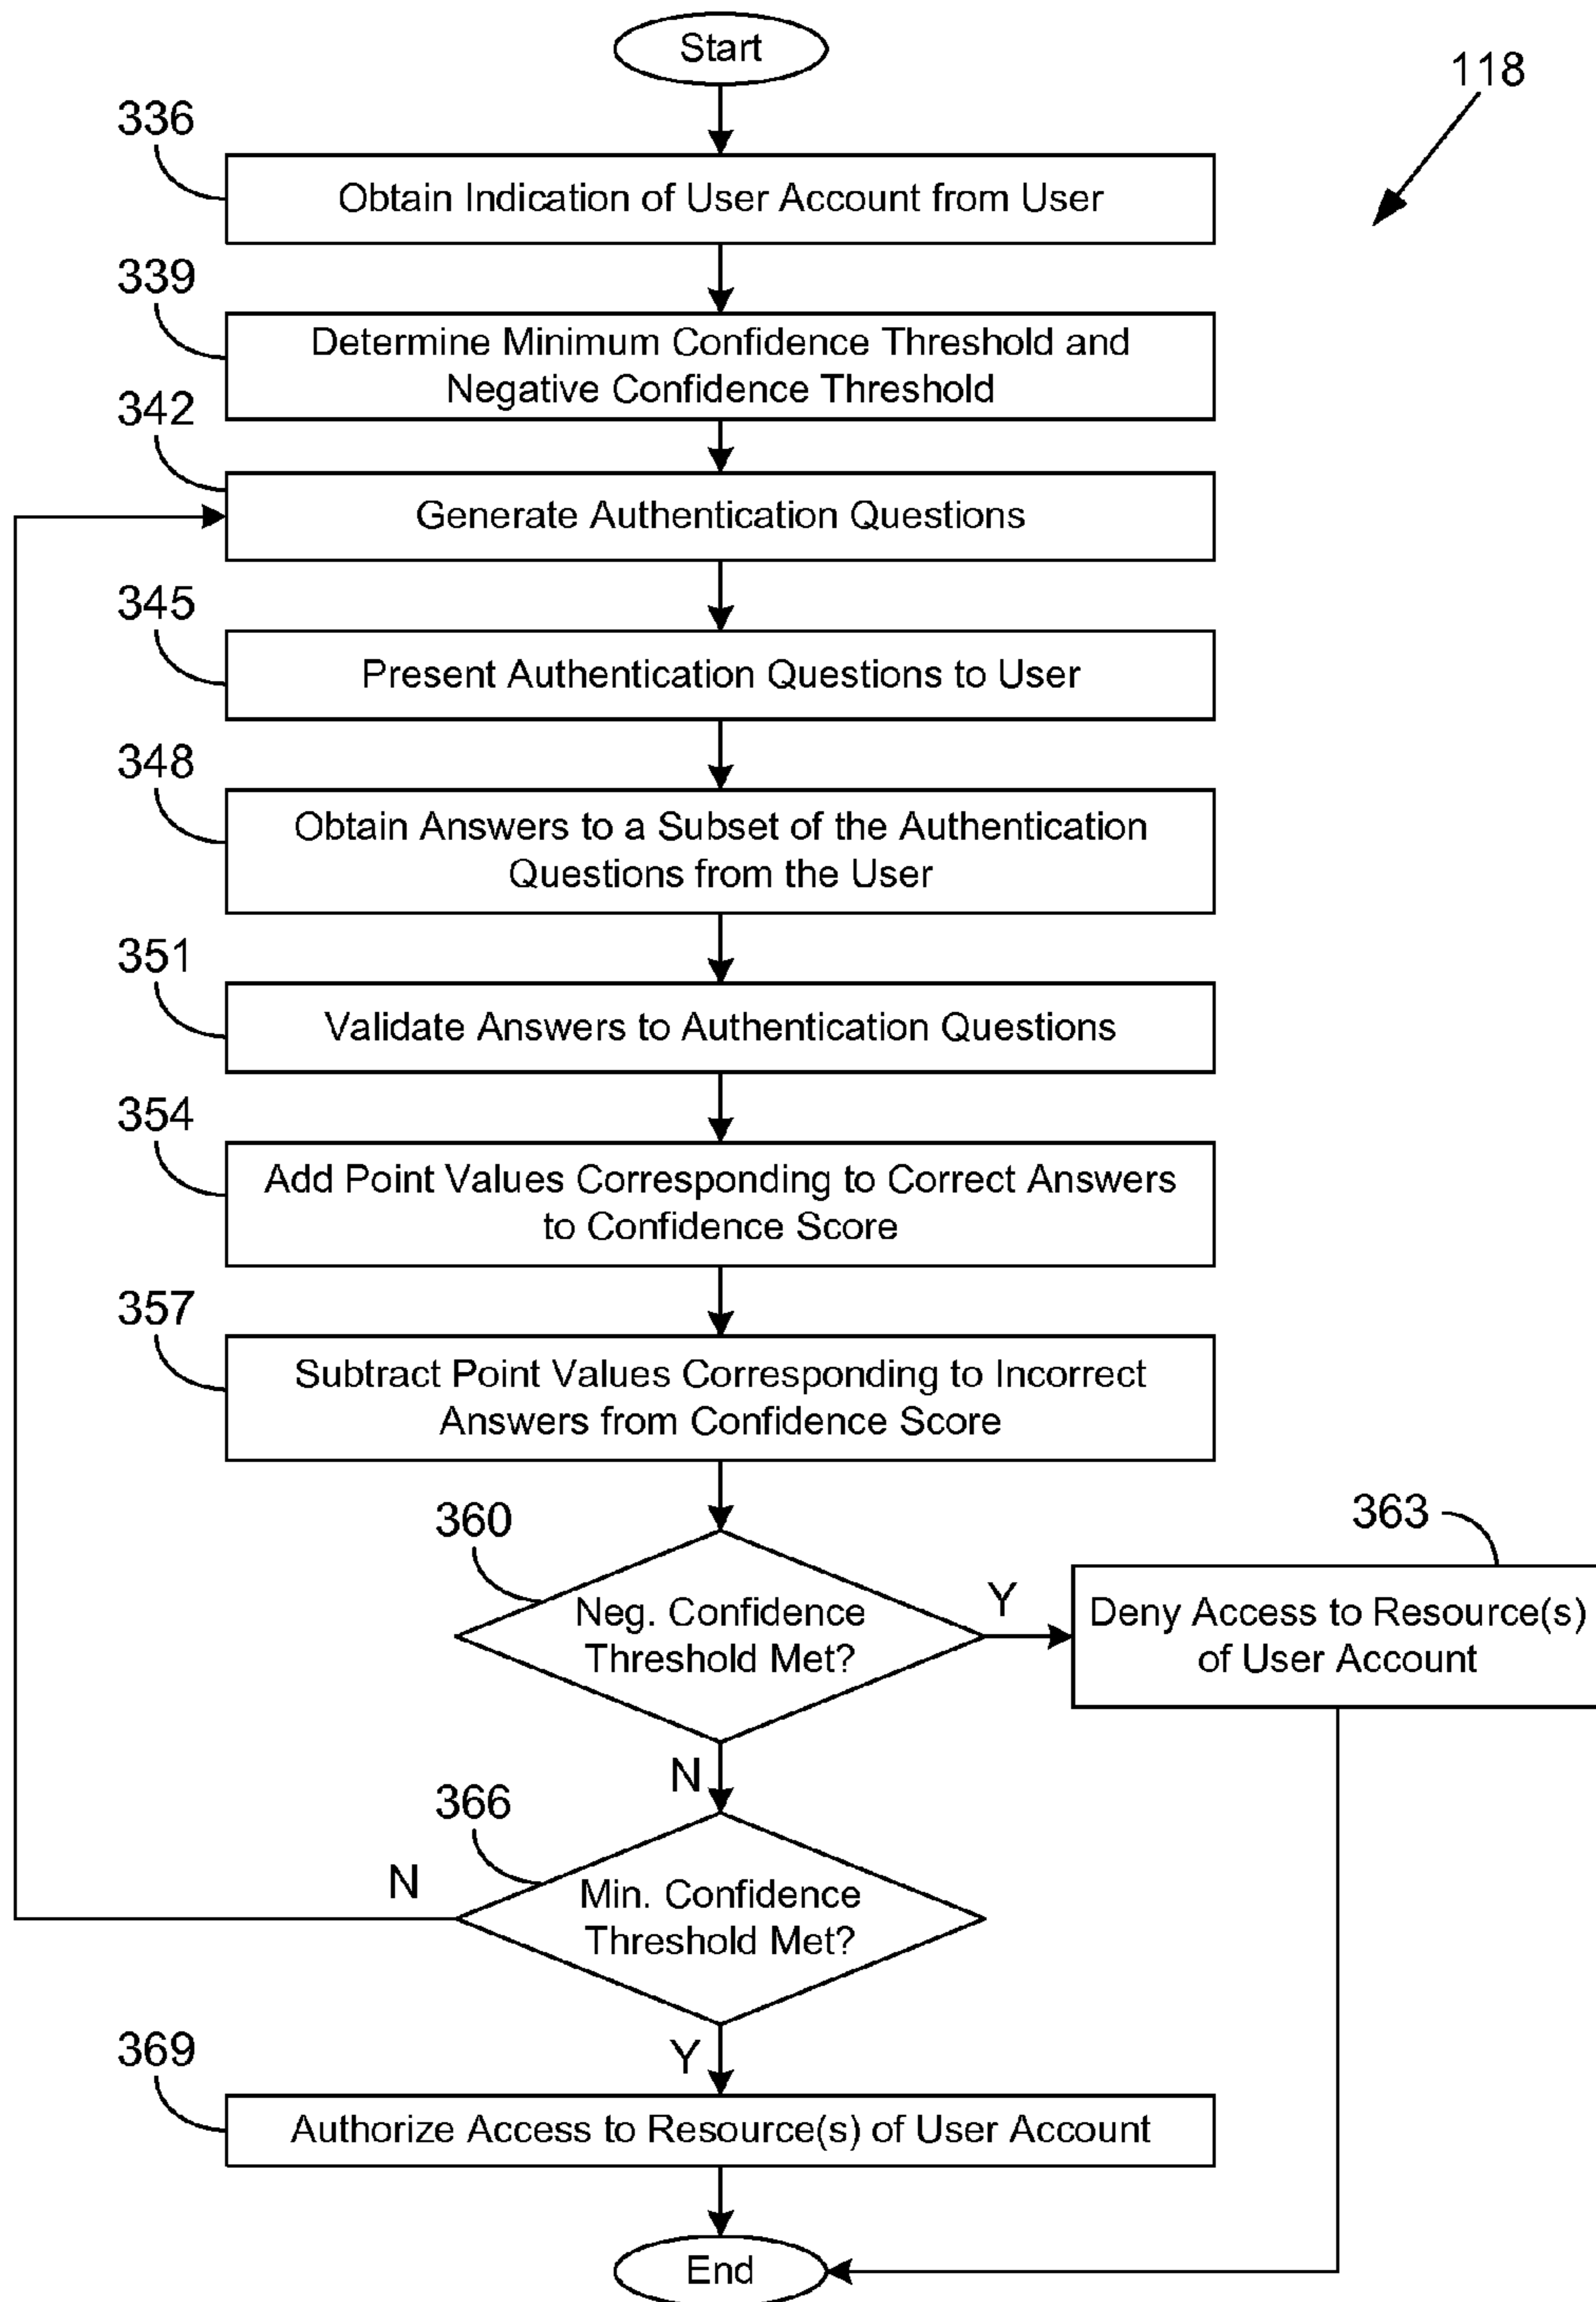 Start
118
336
Obtain Indication of User Account from User
339
Determine Minimum Confidence Threshold and
Negative Confidence Threshold
342
Generate Authentication Questions
345
Present Authentication Questions to User
348
Obtain Answers to a Subset of the Authentication
Questions from the User
351
Validate Answers to Authentication Questions
354
Add Point Values Corresponding to Correct Answers
to Confidence Score
357
Subtract Point Values Corresponding to Incorrect
Answers from Confidence Score
360
Neg. Confidence
Threshold Met?
Y
363
Deny Access to Resource(s)
of User Account
N
366
Min. Confidence
Threshold Met?
N
Y
369
Authorize Access to Resource(s) of User Account
End